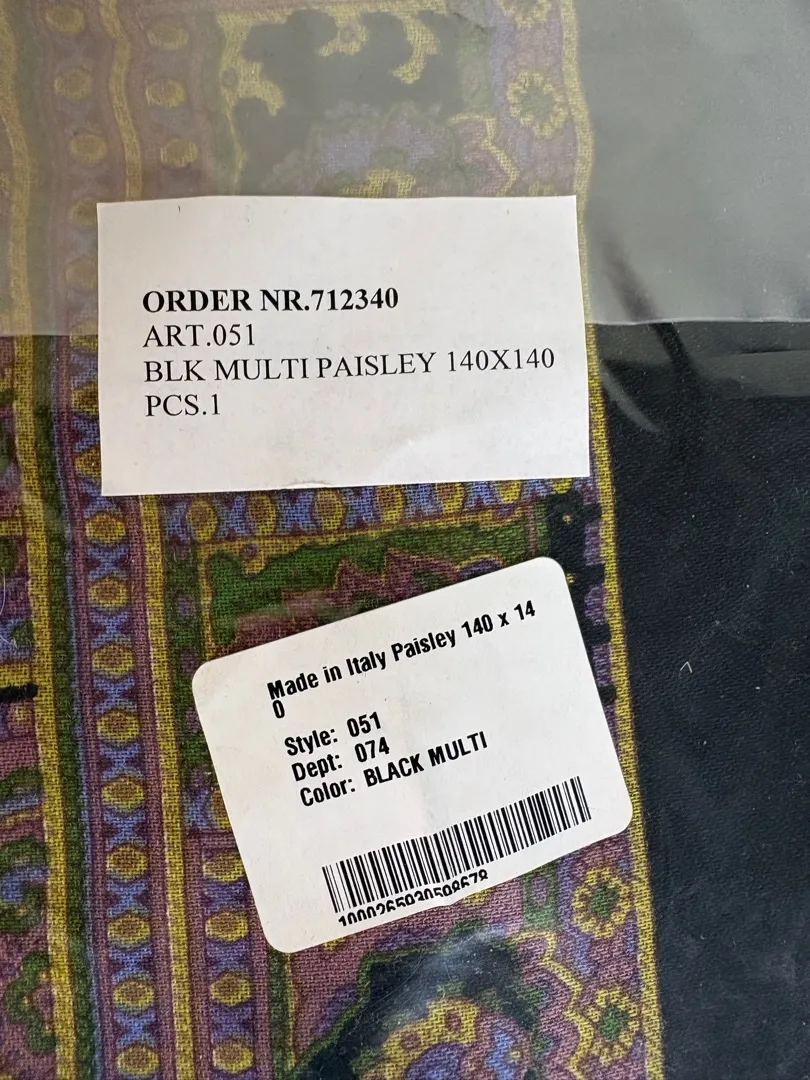 ORDER NR.712340
ART.051
BLK MULTI PAISLEY 140X140
PCS.1
Made in Italy Paisley 140 x 14
0
Style: 051
Dept: 074
Color: BLACK MULTI